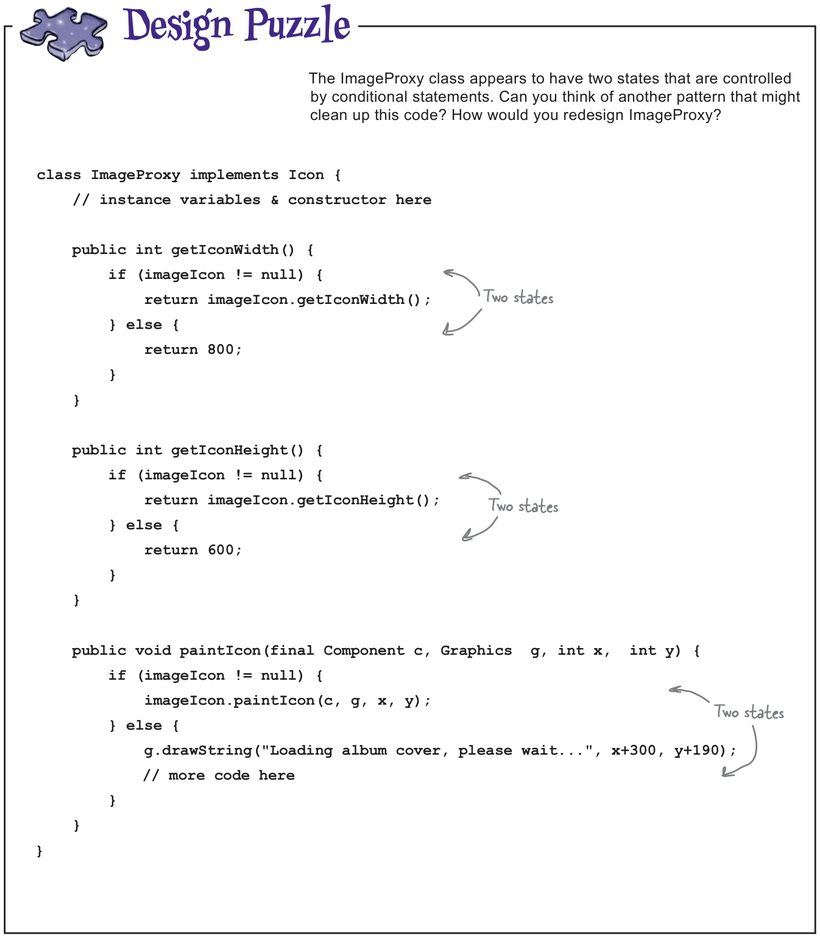 Design Puzzle
The ImageProxy class appears to have two states that are controlled
by conditional statements. Can you think of another pattern that might
clean up this code? How would you redesign ImageProxy?
class ImageProxy implements Icon {
// instance variables & constructor here
public int getIconWidth() {
if (imageIcon != null) {
return imageIcon.getIconWidth();
Two states
} else {
return 800;
}
}
public int getIconHeight() {
if (imageIcon != null) {
return imageIcon.getIconHeight();
Two states
} else {
return 600;
}
}
public void paintIcon(final Component c, Graphics  g, int x,  int y) {
if (imageIcon != null) {
imageIcon.paintIcon(c, g, x, y);
Two states
} else {
g.drawString("Loading album cover, please wait...", x+300, y+190);
// more code here
}
}
}